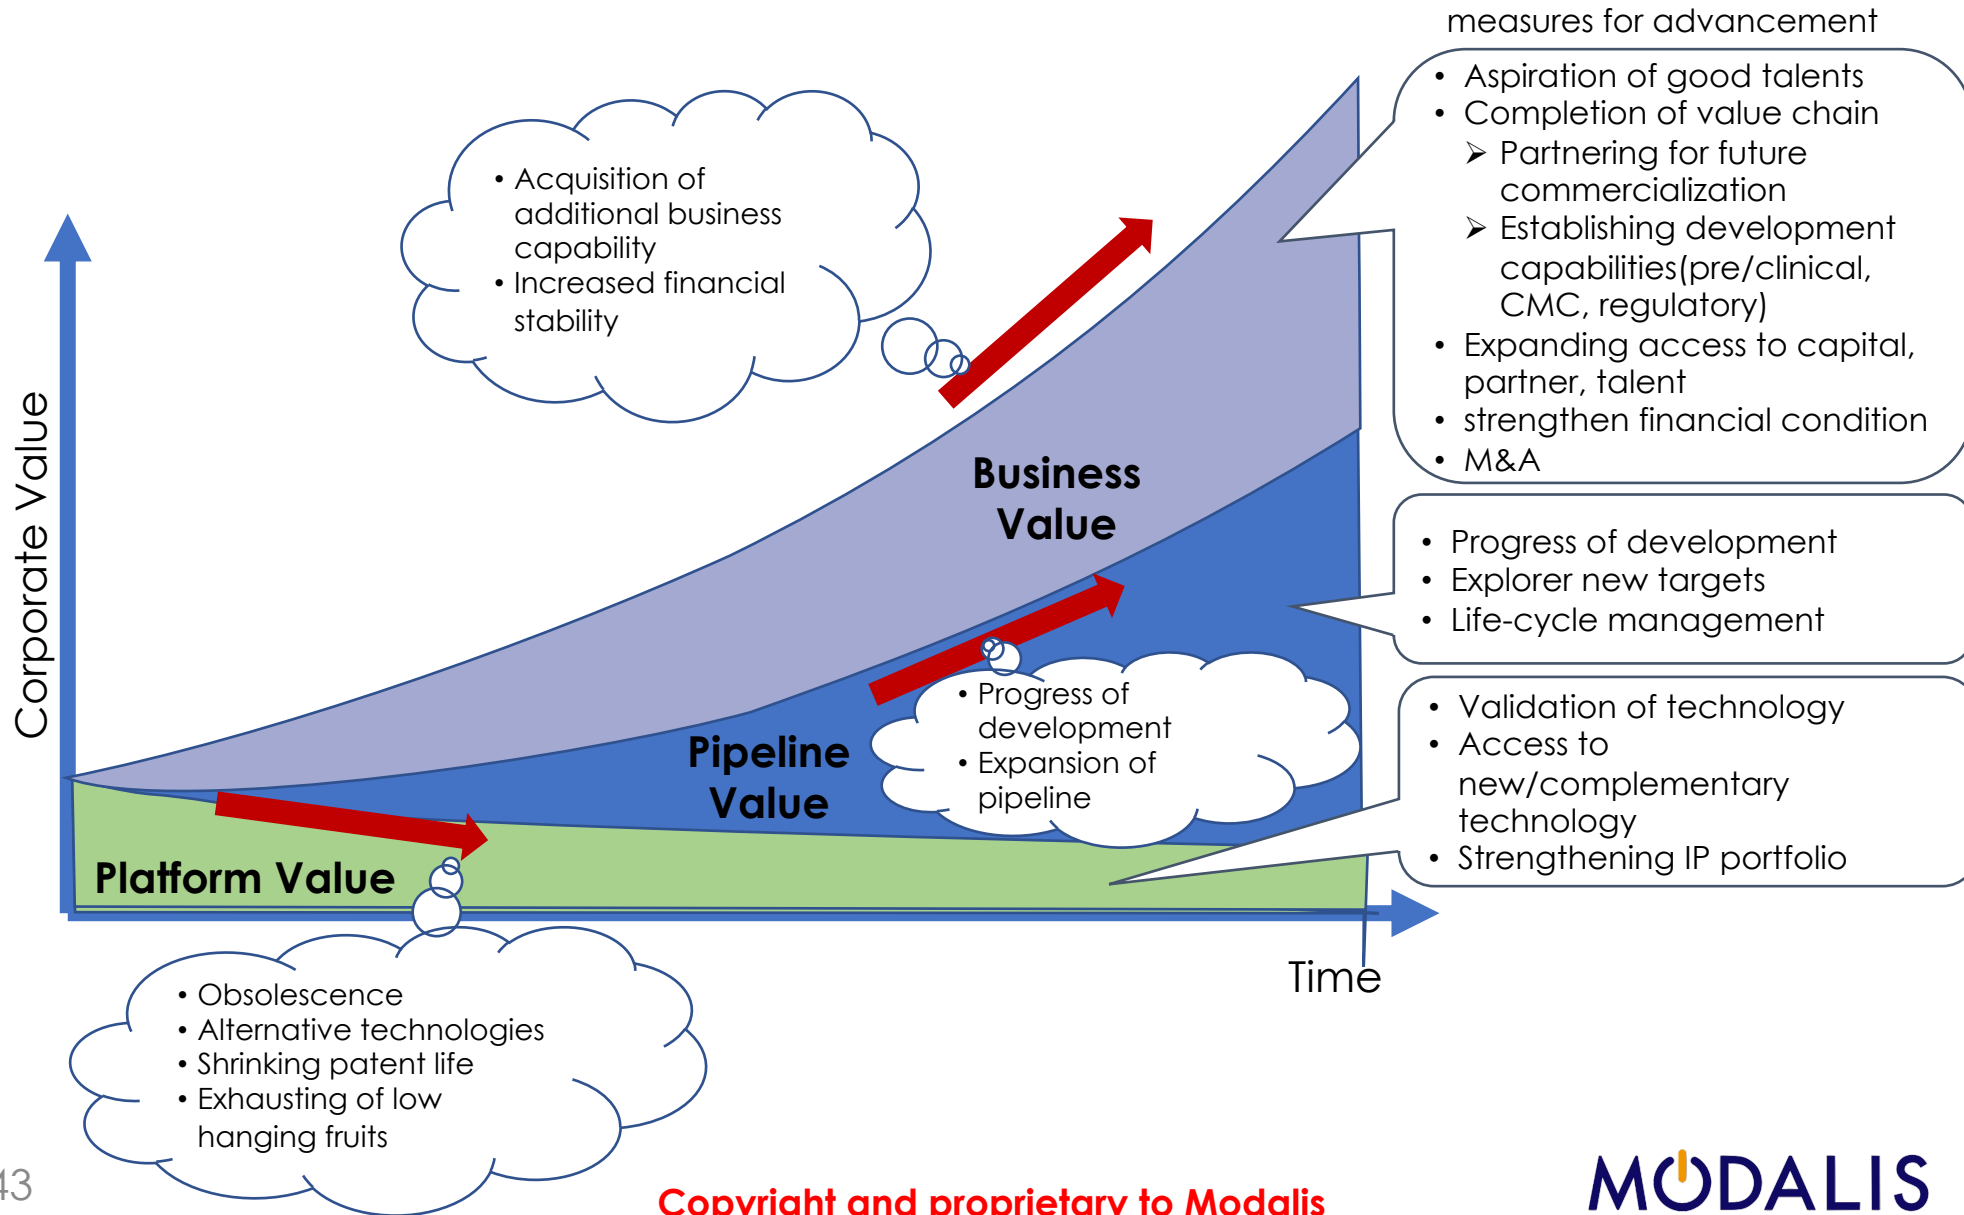 measures for advancement
• Aspiration of good talents
• Completion of value chain
➢ Partnering for future
commercialization
➢ Establishing development
capabilities(pre/clinical,
CMC, regulatory)
• Expanding access to capital,
partner, talent
• strengthen financial condition
• M&A
• Acquisition of
additional business
capability
• Increased financial
stability
Corporate Value
Business
Value
• Progress of development
• Explorer new targets
• Life-cycle management
• Progress of
development
• Expansion of
pipeline
Pipeline
Value
• Validation of technology
• Access to
new/complementary
technology
• Strengthening IP portfolio
Platform Value
Time
• Obsolescence
• Alternative technologies
• Shrinking patent life
• Exhausting of low
hanging fruits
43
Copyright and proprietary to Modalis
MODALIS